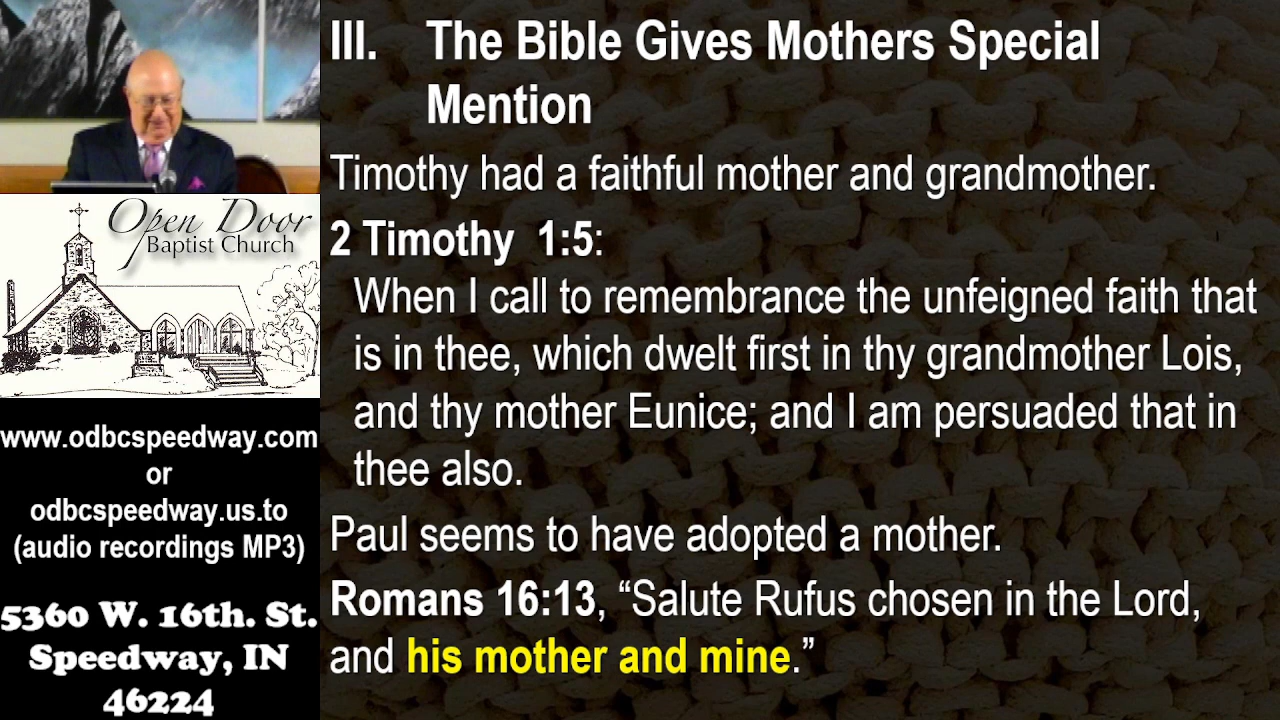 III. The Bible Gives Mothers Special
Mention
Timothy had a faithful mother and grandmother.
2 Timothy 1:5:
When I call to remembrance the unfeigned faith that
is in thee, which dwelt first in thy grandmother Lois,
and thy mother Eunice; and I am persuaded that in
thee also.
Paul seems to have adopted a mother.
Romans 16:13, “Salute Rufus chosen in the Lord,
and his mother and mine.”
Open Door
Baptist Church
www.odbcspeedway.com
or
odbcspeedway.us.to
(audio recordings MP3)
5360 W. 16th. St.
Speedway, IN
46224